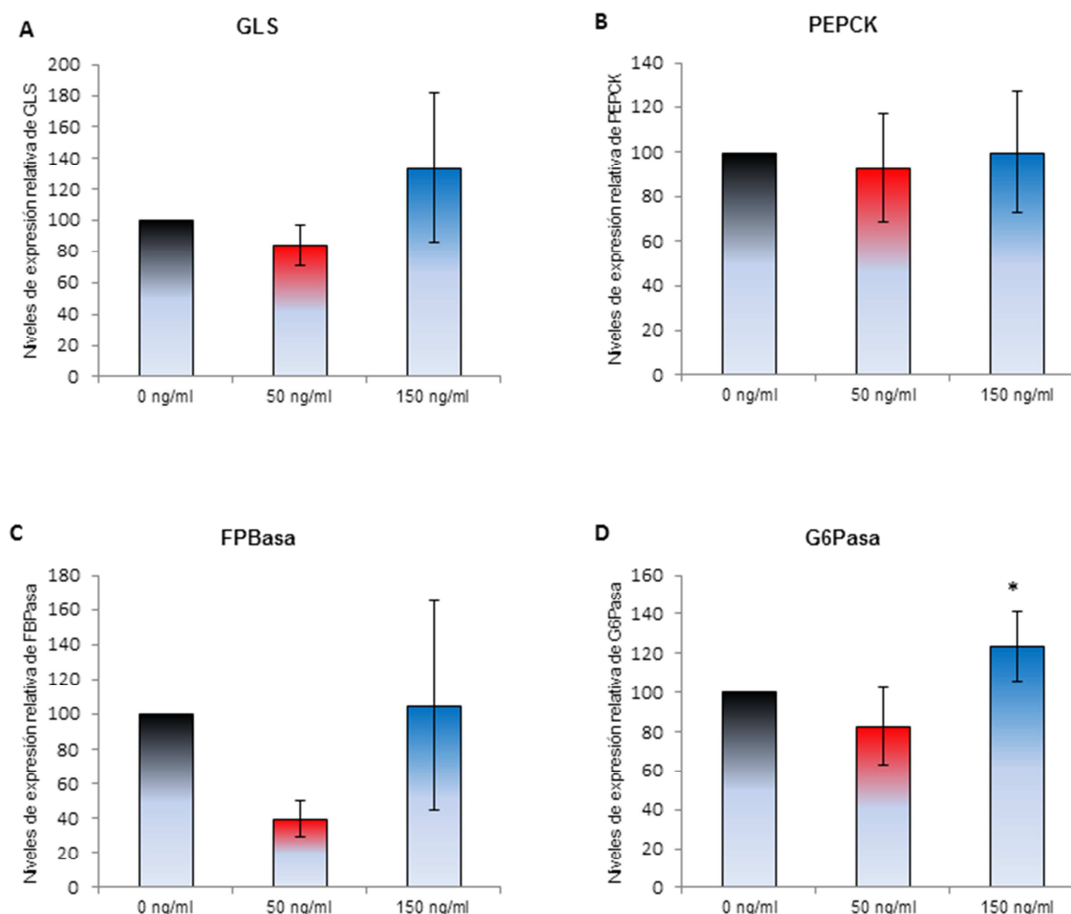 A
GLS
Niveles de expresión relativa de GLS
200
180
160
140
120
100
80
60
40
20
0
0 ng/ml
50 ng/ml
150 ng/ml
B
PEPCK
Niveles de expresión relativa de PEPCK
140
120
100
80
60
40
20
0
0 ng/ml
50 ng/ml
150 ng/ml
C
FPBasa
Niveles de expresión relativa de FBPasa
180
160
140
120
100
80
60
40
20
0
0 ng/ml
50 ng/ml
150 ng/ml
D
G6Pasa
Niveles de expresión relativa de G6Pasa
160
140
120
100
80
60
40
20
0
*
0 ng/ml
50 ng/ml
150 ng/ml